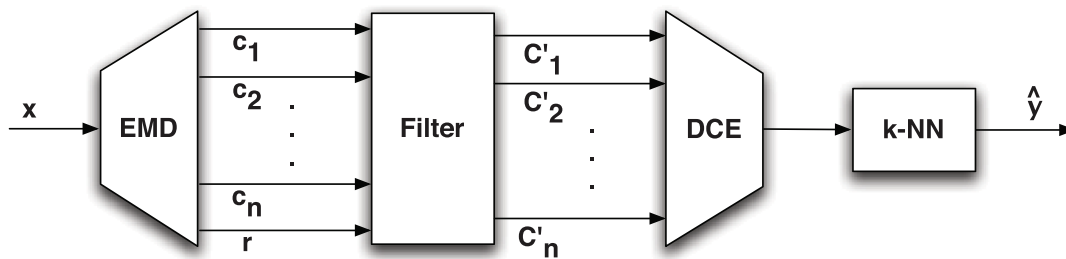 x
EMD
c1
c2
.
.
.
cn
r
Filter
C'1
C'2
.
.
.
C'n
DCE
k-NN
ŷ